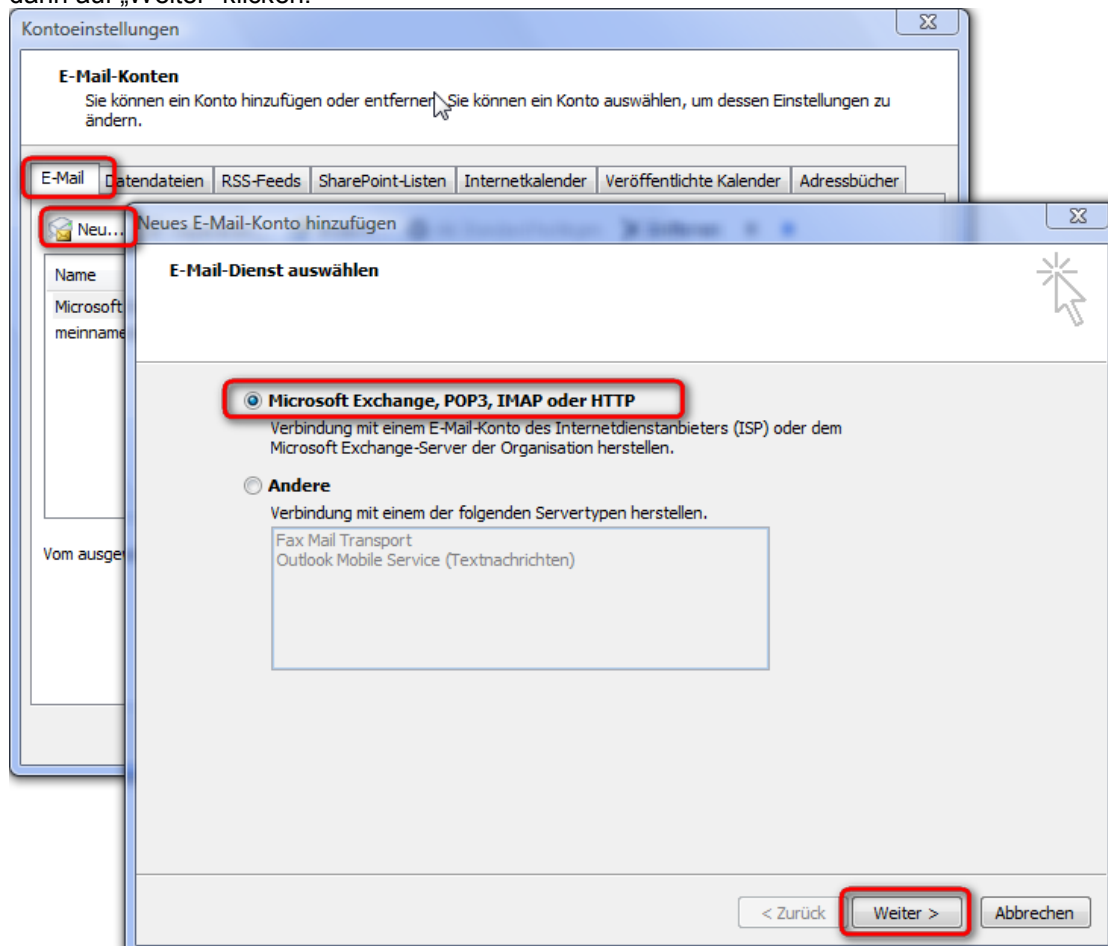 dann auf „Weiter“ klicken.
Kontoeinstellungen
E-Mail-Konten
Sie können ein Konto hinzufügen oder entfernen. Sie können ein Konto auswählen, um dessen Einstellungen zu
ändern.
E-Mail Datendateien RSS-Feeds SharePoint-Listen Internetkalender Veröffentlichte Kalender Adressbücher
Neu...
Name
Microsoft
meinname
Vom ausge
Neues E-Mail-Konto hinzufügen
E-Mail-Dienst auswählen
Microsoft Exchange, POP3, IMAP oder HTTP
Verbindung mit einem E-Mail-Konto des Internetdienstanbieters (ISP) oder dem
Microsoft Exchange-Server der Organisation herstellen.
Andere
Verbindung mit einem der folgenden Servertypen herstellen.
Fax Mail Transport
Outlook Mobile Service (Textnachrichten)
< Zurück Weiter > Abbrechen